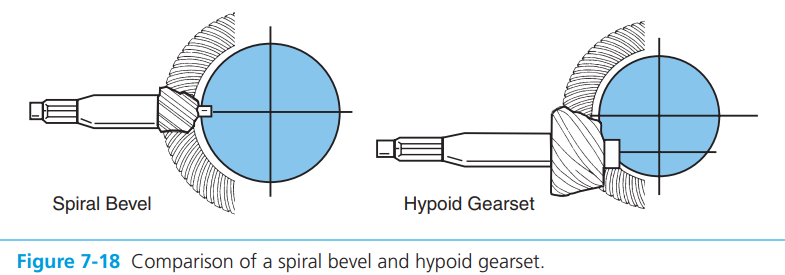 Spiral Bevel
Hypoid Gearset
Figure 7-18 Comparison of a spiral bevel and hypoid gearset.